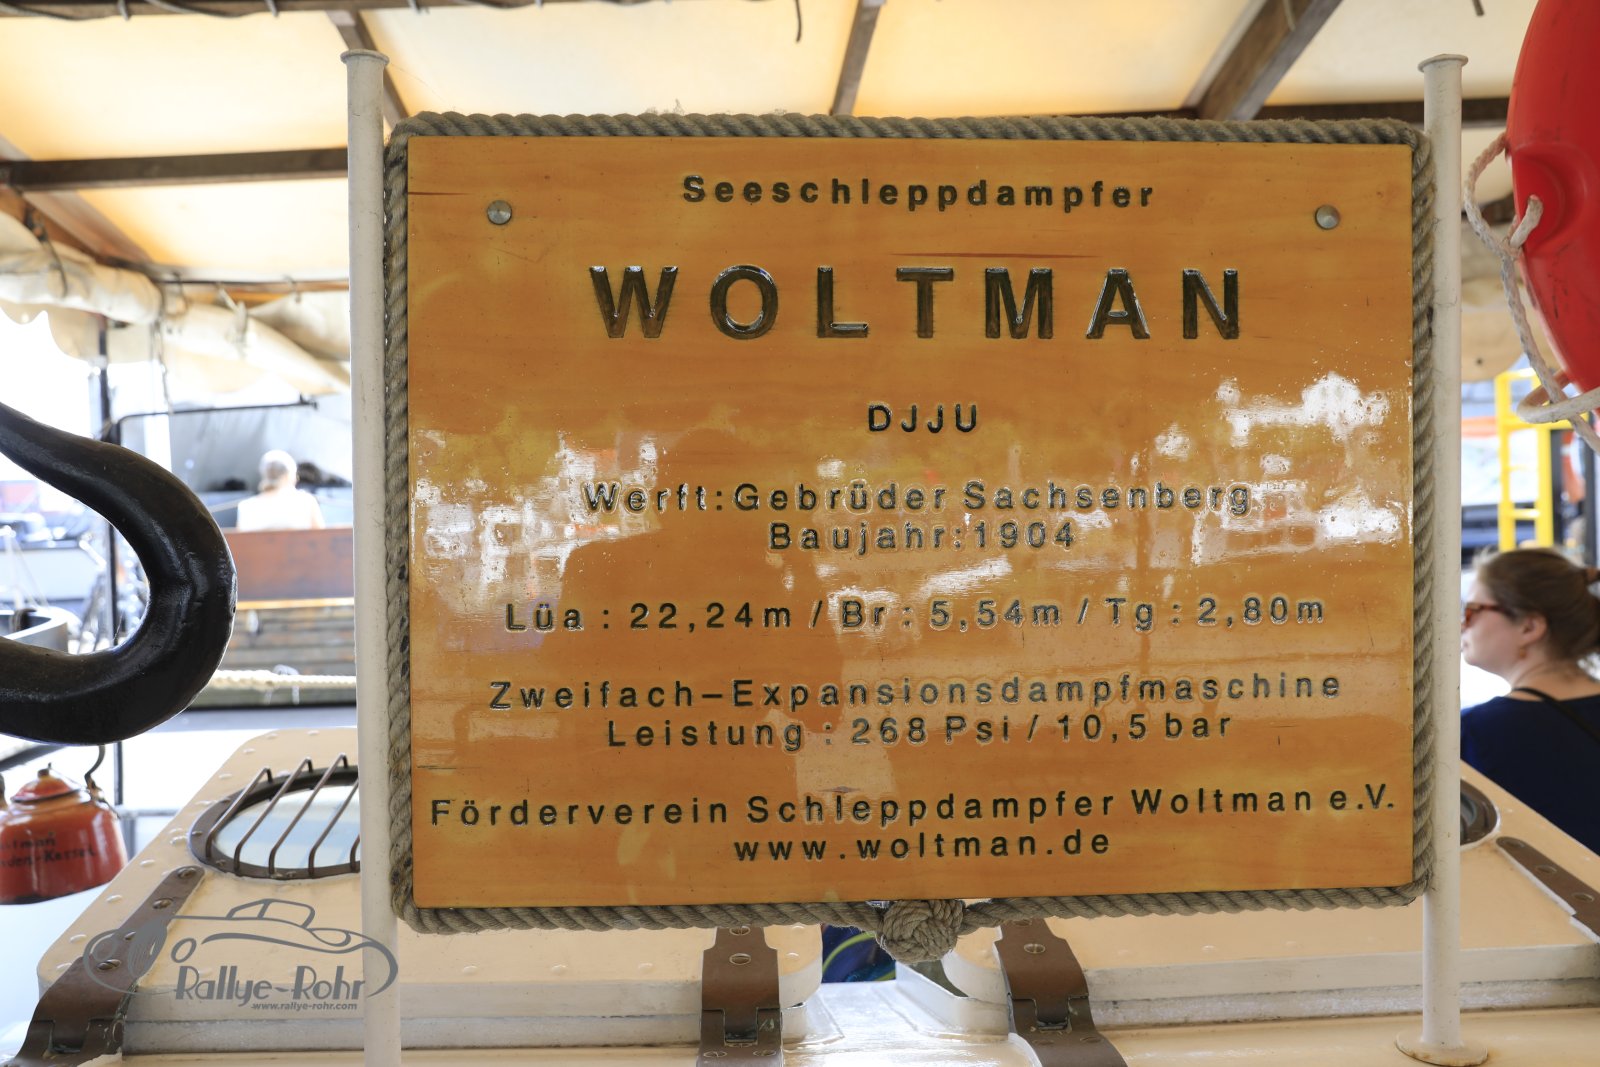 Seeschleppdampfer
WOLTMAN
DJJU
Werft:Gebrüder Sachsenberg
Baujahr:1904
Lüa : 22,24m / Br : 5,54m / Tg : 2,80m
Zweifach–Expansionsdampfmaschine
Leistung : 268 Psi / 10,5 bar
Förderverein Schleppdampfer Woltman e.V.
www.woltman.de
Rallye-Rohr
www.rallye-rohr.com